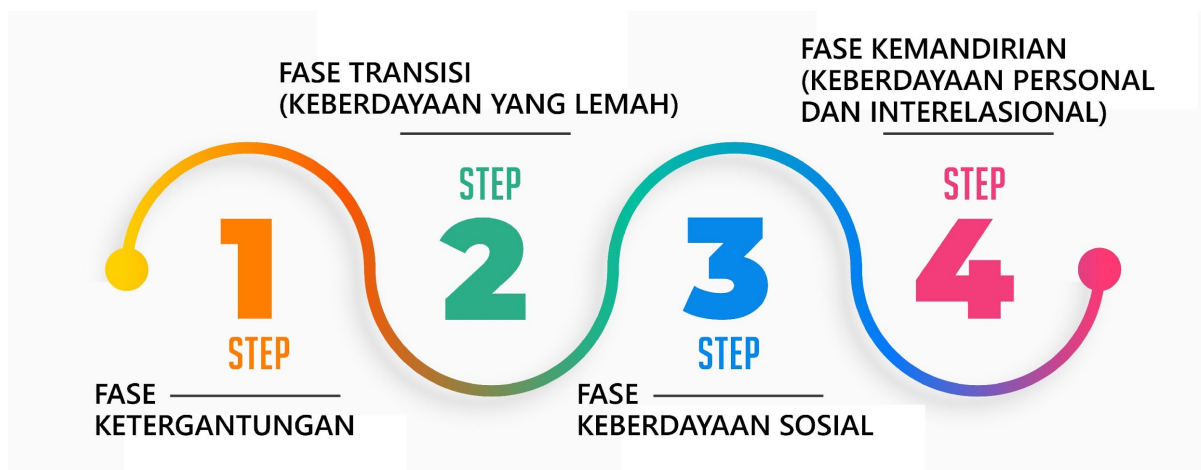 1
STEP
FASE
KETERGANTUNGAN
FASE TRANSISI
(KEBERDAYAAN YANG LEMAH)
STEP
2
3
STEP
FASE
KEBERDAYAAN SOSIAL
FASE KEMANDIRIAN
(KEBERDAYAAN PERSONAL
DAN INTERELASIONAL)
STEP
4